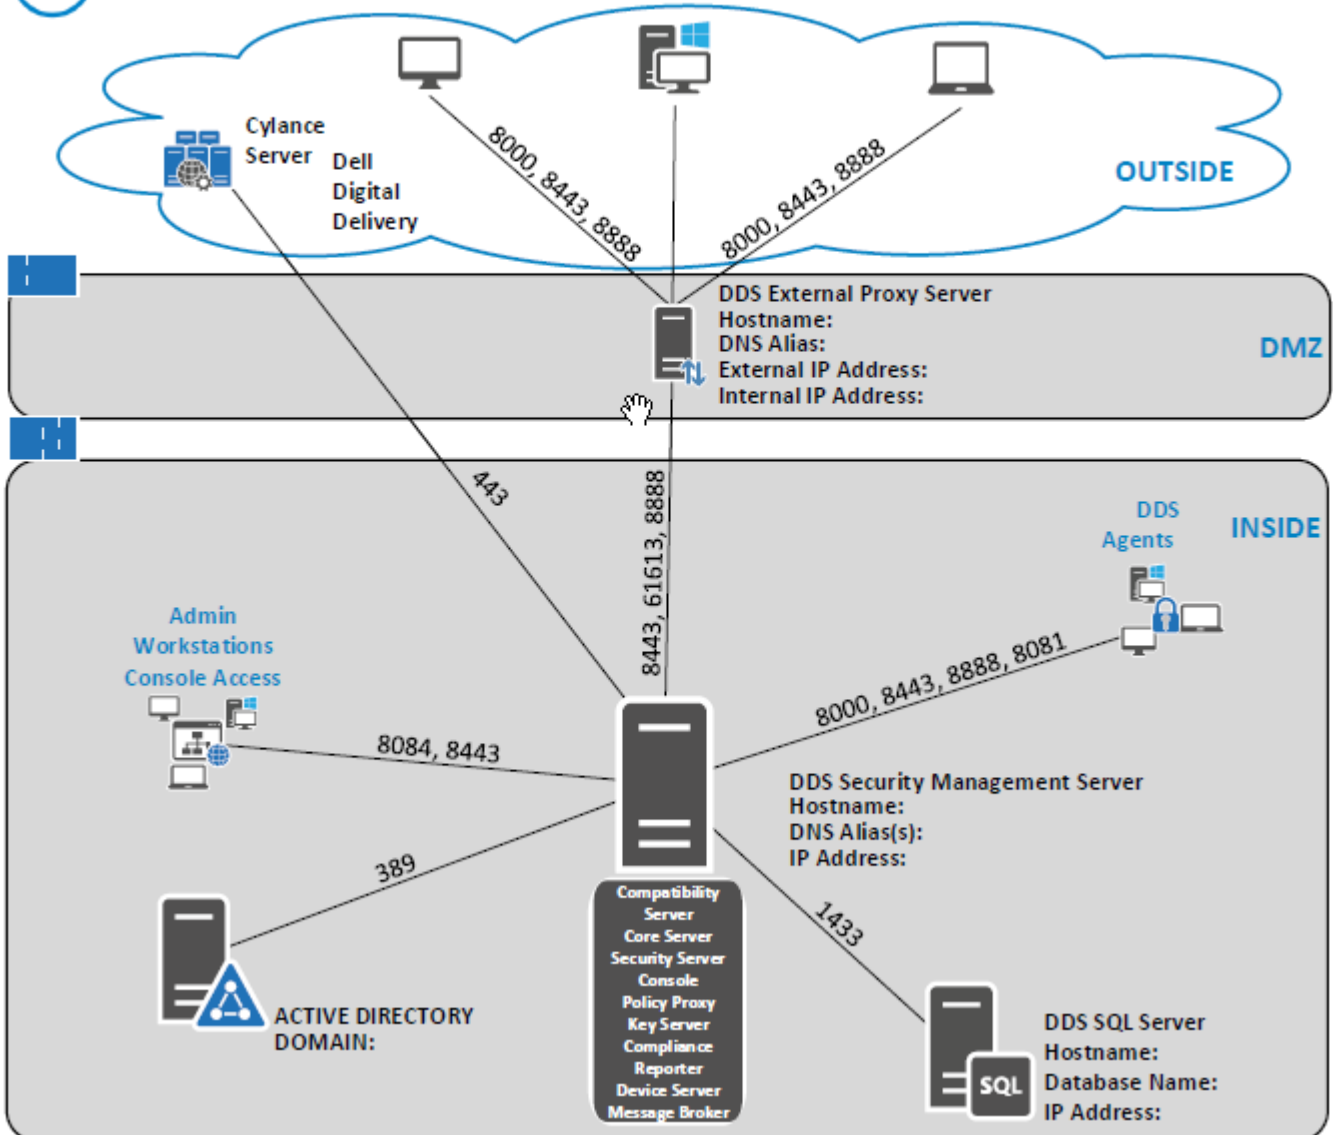 Cylance
Server
Dell
Digital
Delivery
8000, 8443, 8888
8000, 8443, 8888
OUTSIDE
DDS External Proxy Server
Hostname:
DNS Alias:
External IP Address:
Internal IP Address:
DMZ
443
8443, 61613, 8888
DDS
Agents
INSIDE
Admin
Workstations
Console Access
8000, 8443, 8888, 8081
8084, 8443
DDS Security Management Server
Hostname:
DNS Alias(s):
IP Address:
389
1433
Compatibility
Server
Core Server
Security Server
Console
Policy Proxy
Key Server
Compliance
Reporter
Device Server
Message Broker
ACTIVE DIRECTORY
DOMAIN:
SQL
DDS SQL Server
Hostname:
Database Name:
IP Address: